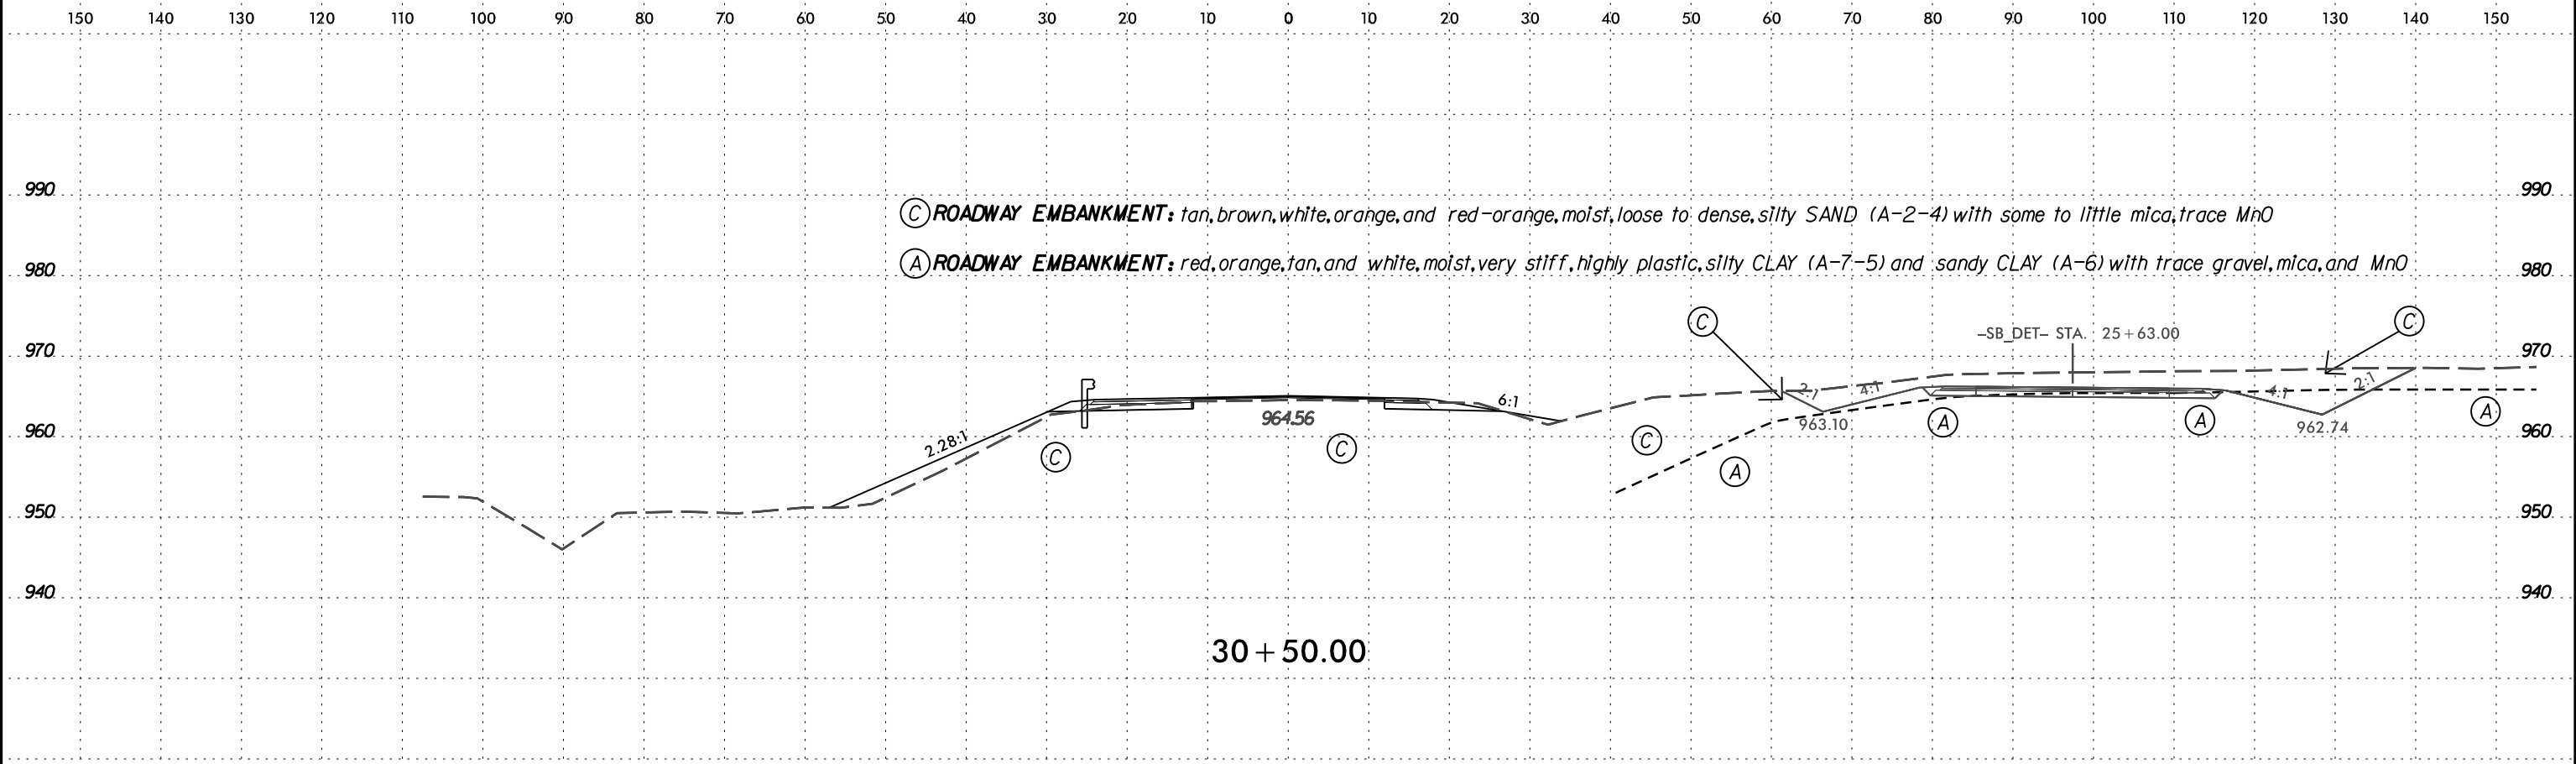 150 140 130 120 110 100 90 80 70 60 50 40 30 20 10 0 10 20 30 40 50 60 70 80 90 100 110 120 130 140 150
990 990
C ROADWAY EMBANKMENT: tan, brown, white, orange, and red-orange, moist, loose to dense, silty SAND (A-2-4) with some to little mica, trace MnO
A ROADWAY EMBANKMENT: red, orange, tan, and white, moist, very stiff, highly plastic, silty CLAY (A-7-5) and sandy CLAY (A-6) with trace gravel, mica, and MnO
980 980
C C
-SB_DET- STA. 25+63.00
970 970
2:1 4:1 4:1 2:1
6:1
964.56
963.10 962.74
A A A
960 960
2.28:1
C C C
A
950 950
940 940
30+50.00